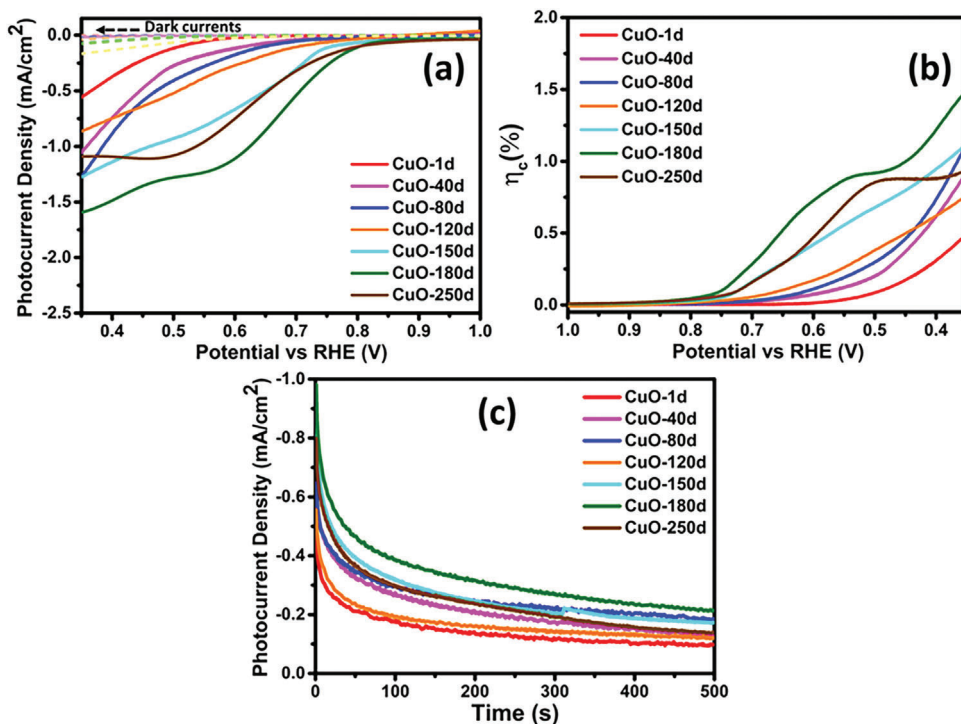 Dark currents
(a)
0.0
-0.5
-1.0
-1.5
-2.0
-2.5
Photocurrent Density (mA/cm²)
CuO-1d
CuO-40d
CuO-80d
CuO-120d
CuO-150d
CuO-180d
CuO-250d
0.4 0.5 0.6 0.7 0.8 0.9 1.0
Potential vs RHE (V)
2.0
1.5
1.0
0.5
0.0
ηc(%)
CuO-1d
CuO-40d
CuO-80d
CuO-120d
CuO-150d
CuO-180d
CuO-250d
(b)
1.0 0.9 0.8 0.7 0.6 0.5 0.4
Potential vs RHE (V)
-1.0
-0.8
-0.6
-0.4
-0.2
0.0
Photocurrent Density (mA/cm²)
(c)
CuO-1d
CuO-40d
CuO-80d
CuO-120d
CuO-150d
CuO-180d
CuO-250d
0 100 200 300 400 500
Time (s)